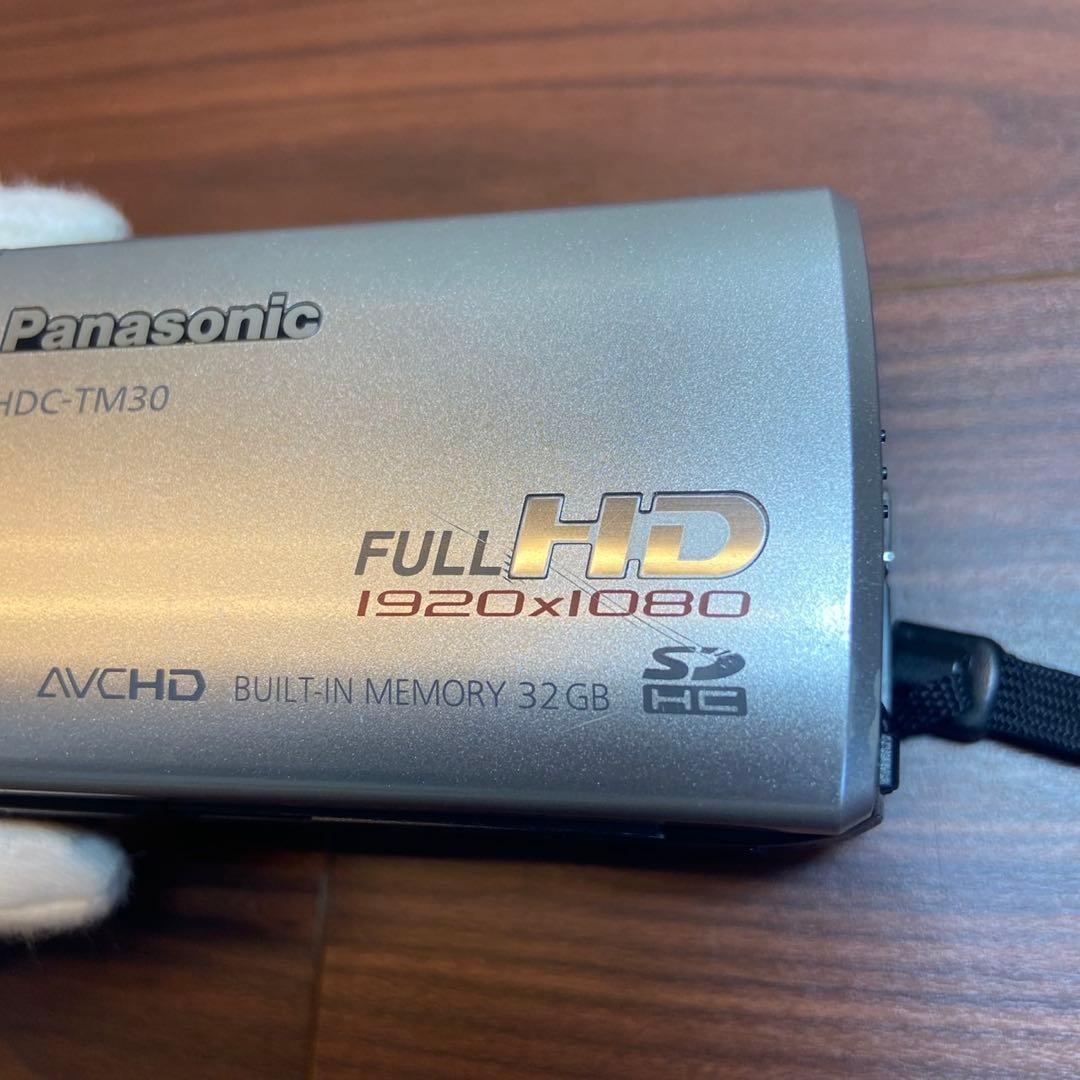 Panasonic
HDC-TM30
FULL HD
1920x1080
AVCHD BUILT-IN MEMORY 32GB SD
HC